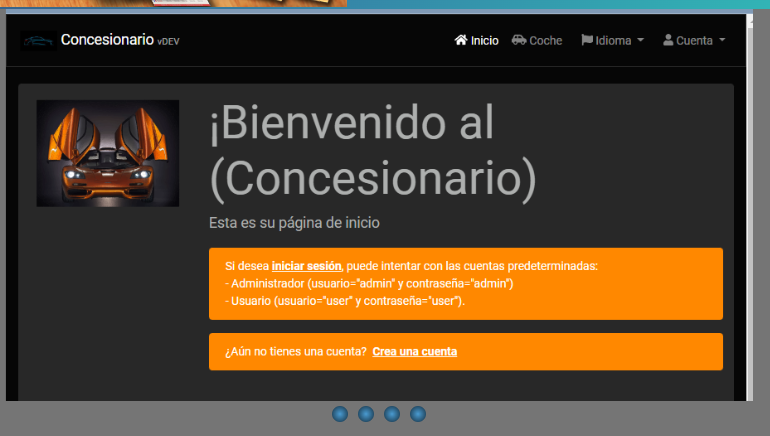 Concesionario vDEV
Inicio Coche Idioma Cuenta
¡Bienvenido al
(Concesionario)
Esta es su página de inicio
Si desea iniciar sesión, puede intentar con las cuentas predeterminadas:
- Administrador (usuario="admin" y contraseña="admin")
- Usuario (usuario="user" y contraseña="user").
¿Aún no tienes una cuenta? Crea una cuenta